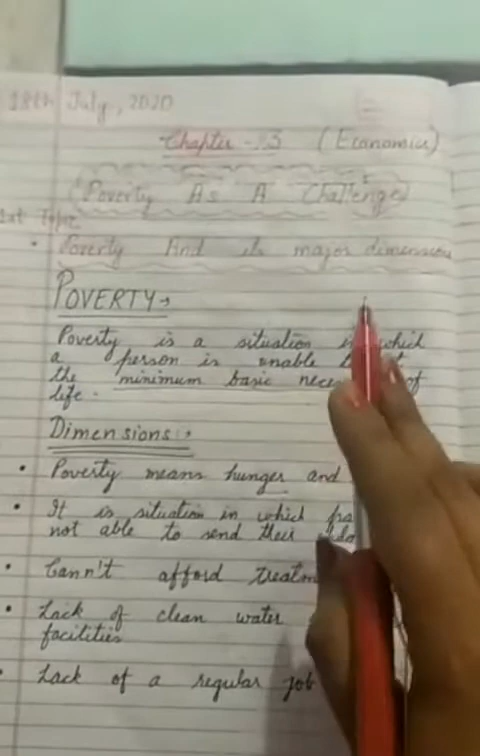 18th July, 2020
Chapter - 3 (Economics)
Poverty As A Challenge
1st Topic
• Poverty And its major dimensions
POVERTY→
Poverty is a situation in which
a person is unable
the minimum basic of
life.
Dimensions:→
• Poverty means hunger and
• It is situation in which
not able to send their
• Cann't afford
• Lack of clean water
facilities
• Lack of a regular job